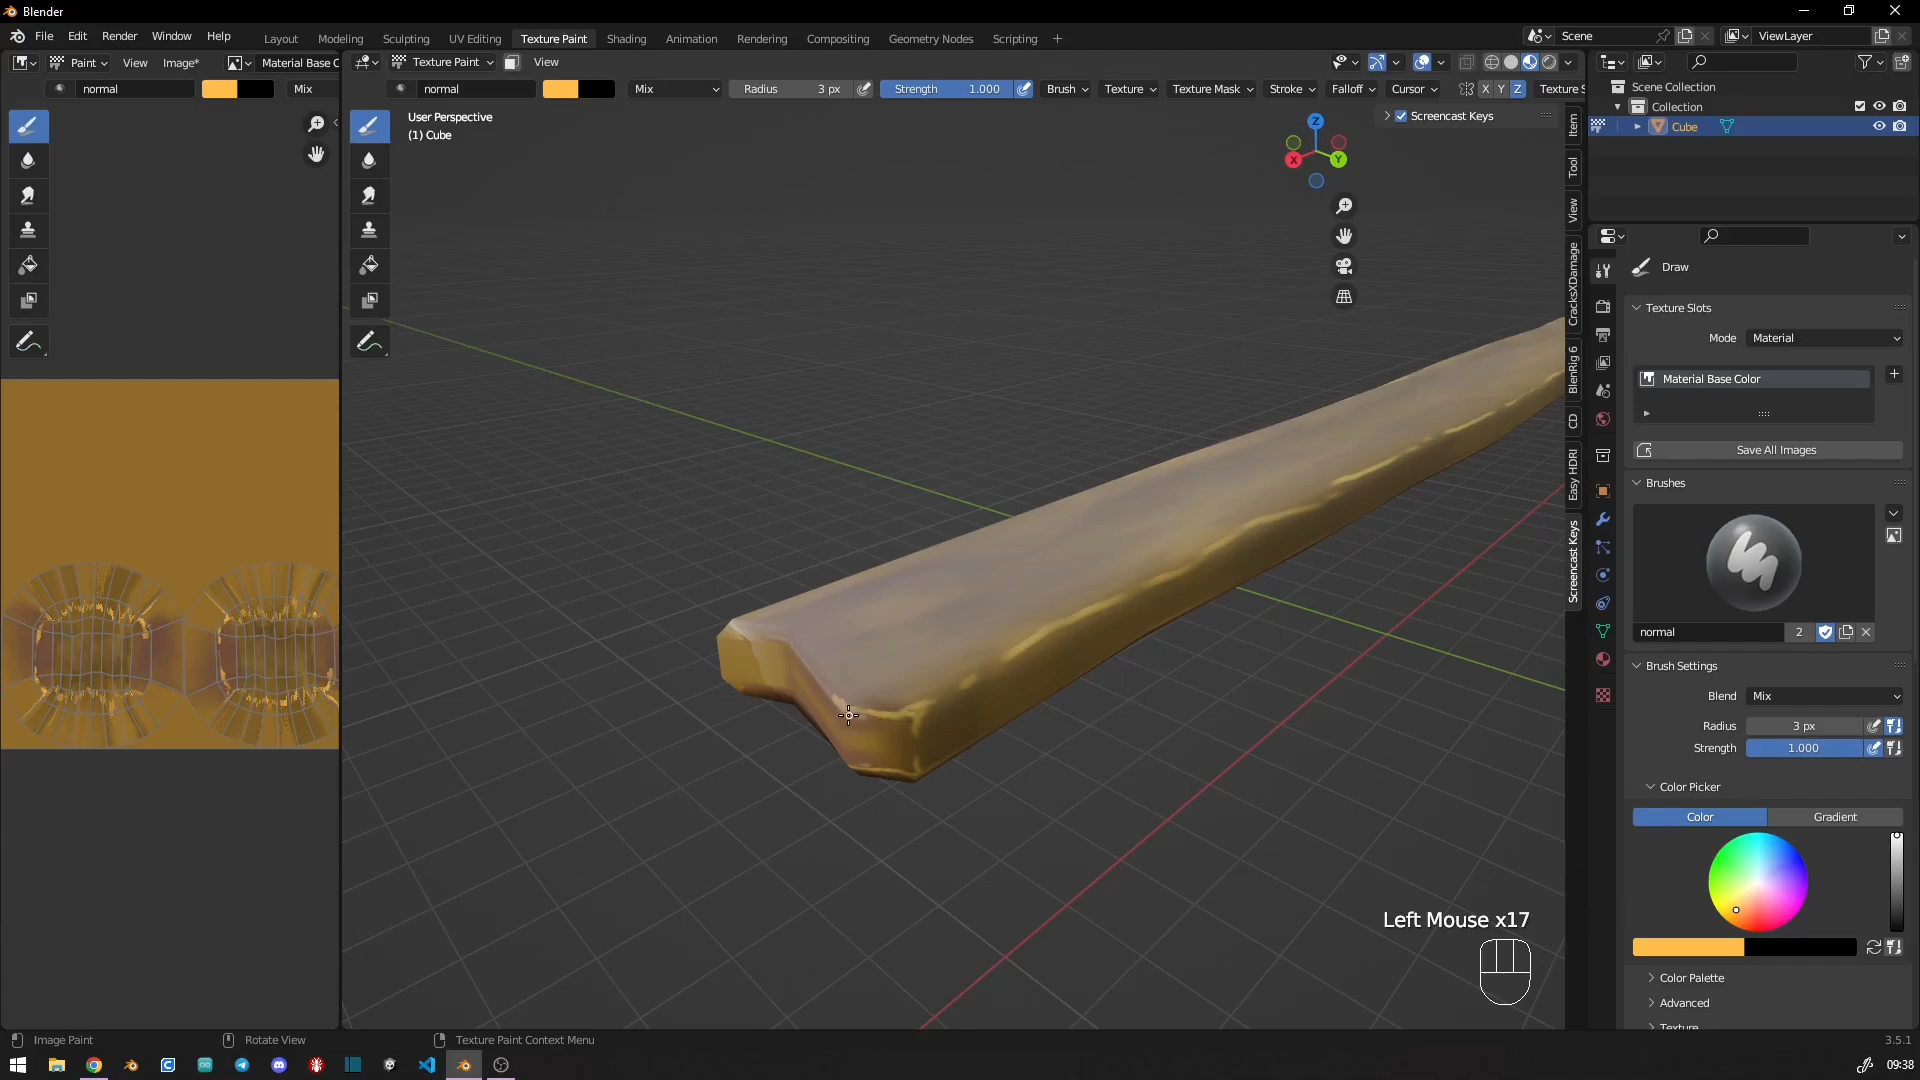 Blender
File Edit Render Window Help
Layout Modeling Sculpting UV Editing Texture Paint Shading Animation Rendering Compositing Geometry Nodes Scripting
Scene
ViewLayer
Paint View Image* Material Base C
Texture Paint View
normal Mix
normal Mix Radius 3 px Strength 1.000 Brush Texture Texture Mask Stroke Falloff Cursor X Y Z Texture S
User Perspective
(1) Cube
Screencast Keys
Z
X
Y
Item
Tool
View
CracksXDamage
BlenRig 6
CD
Easy HDRI
Screencast Keys
Scene Collection
Collection
Cube
Draw
Texture Slots
Mode Material
Material Base Color
Save All Images
Brushes
normal 2
Brush Settings
Blend Mix
Radius 3 px
Strength 1.000
Color Picker
Color Gradient
Color Palette
Advanced
Texture
Left Mouse x17
Image Paint Rotate View Texture Paint Context Menu
3.5.1
09:38